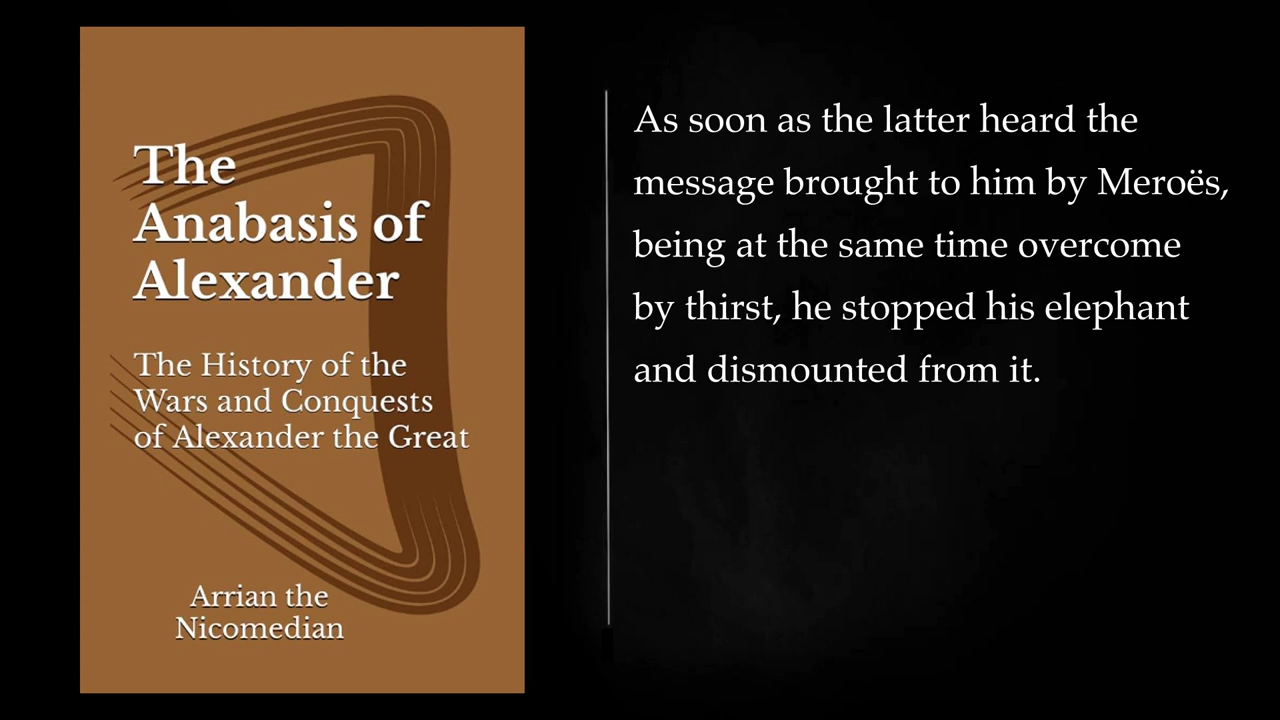 The
Anabasis of
Alexander
The History of the
Wars and Conquests
of Alexander the Great
Arrian the
Nicomedian
As soon as the latter heard the
message brought to him by Meroës,
being at the same time overcome
by thirst, he stopped his elephant
and dismounted from it.